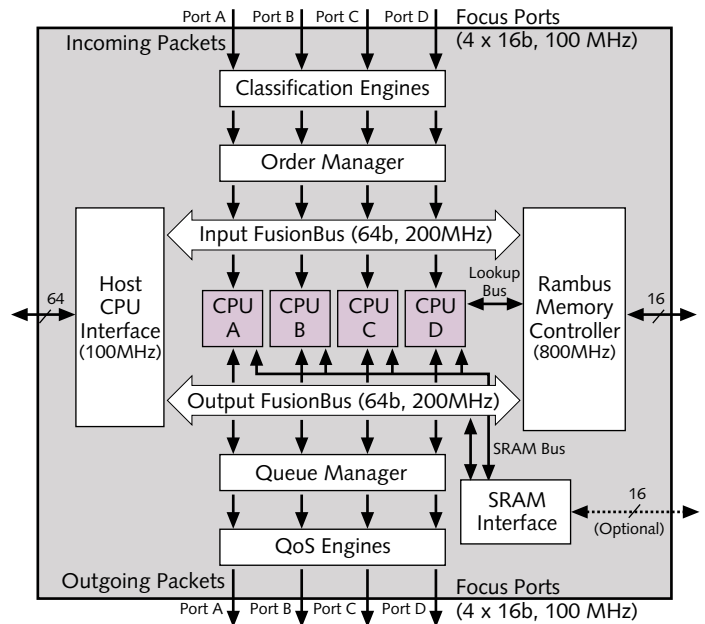 Port A Port B Port C Port D
Focus Ports
(4 x 16b, 100 MHz)
Incoming Packets
Classification Engines
Order Manager
Input FusionBus (64b, 200MHz)
Host
CPU
Interface
(100MHz)
64
CPU
A
CPU
B
CPU
C
CPU
D
Lookup
Bus
Rambus
Memory
Controller
(800MHz)
16
Output FusionBus (64b, 200MHz)
SRAM Bus
Queue Manager
SRAM
Interface
16
(Optional)
QoS Engines
Outgoing Packets
Port A Port B Port C Port D
Focus Ports
(4 x 16b, 100 MHz)